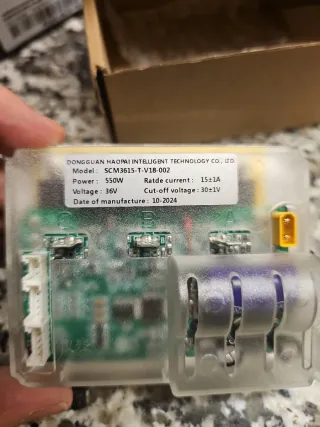 DONGGUAN HAOPAI INTELLIGENT TECHNOLOGY CO., LTD
Model : SCM3615-T-V18-002
Power : 550W Ratde current : 15±1A
Voltage : 36V Cut-off voltage : 30±1V
Date of manufacture : 10-2024
C B A